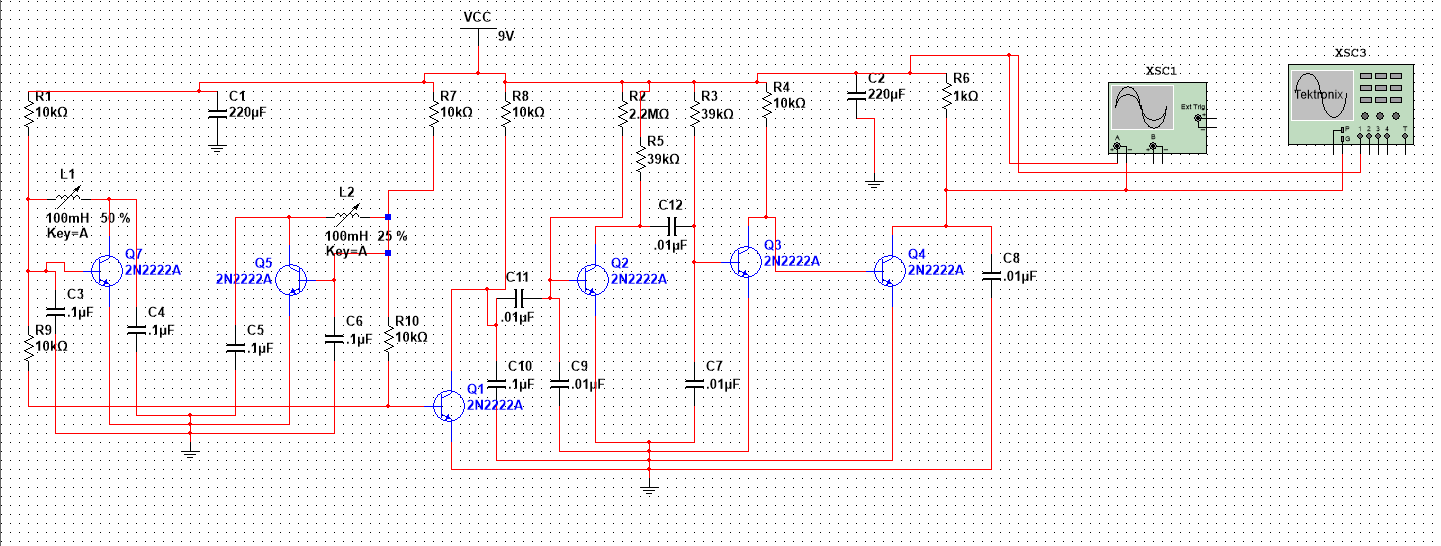 VCC
9V
XSC3
XSC1
Tektronix
Ext Trig
A
B
P
G
1 2 3 4
T
R1
10kΩ
C1
220µF
R7
10kΩ
R8
10kΩ
R2
2.2MΩ
R3
39kΩ
R4
10kΩ
C2
220µF
R6
1kΩ
R5
39kΩ
L1
100mH 50 %
Key=A
L2
100mH 25 %
Key=A
C12
.01µF
Q7
2N2222A
Q5
2N2222A
Q2
2N2222A
Q3
2N2222A
Q4
2N2222A
C8
.01µF
C11
.01µF
C3
.1µF
C4
.1µF
R9
10kΩ
C5
.1µF
C6
.1µF
R10
10kΩ
C10
.1µF
C9
.01µF
C7
.01µF
Q1
2N2222A